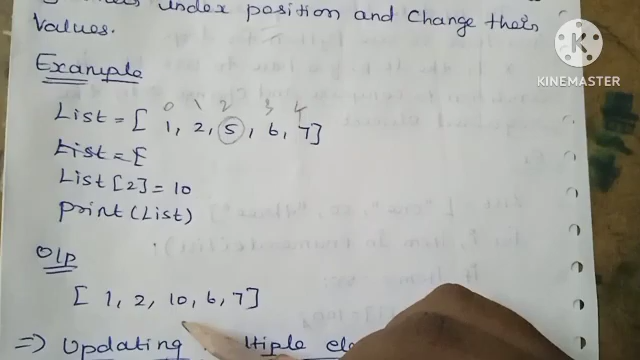 index position and change their
values.
KINEMASTER
Example
0 1 2 3 4
List = [ 1, 2, 5, 6, 7]
List = [
List [2] = 10
print (List)
O/p
[ 1, 2, 10, 6, 7]
=> Updating